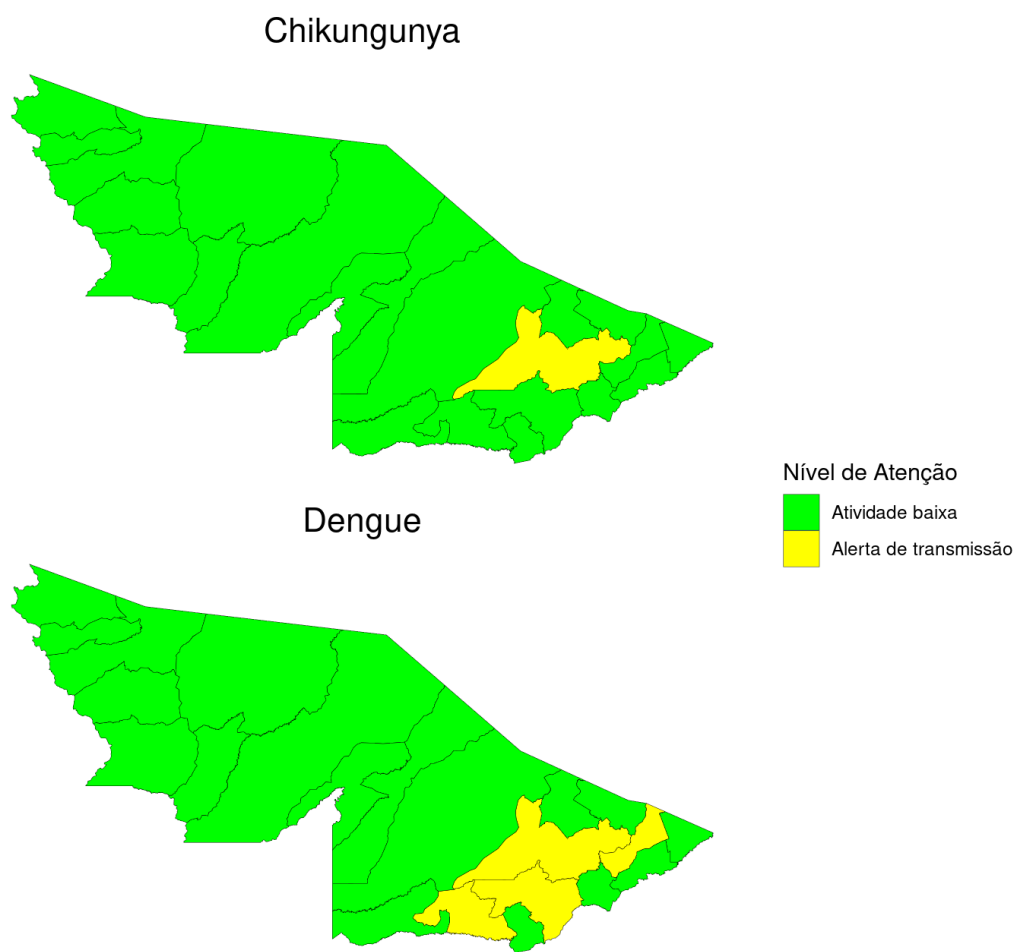 Chikungunya
Dengue
Nível de Atenção
Atividade baixa
Alerta de transmissão